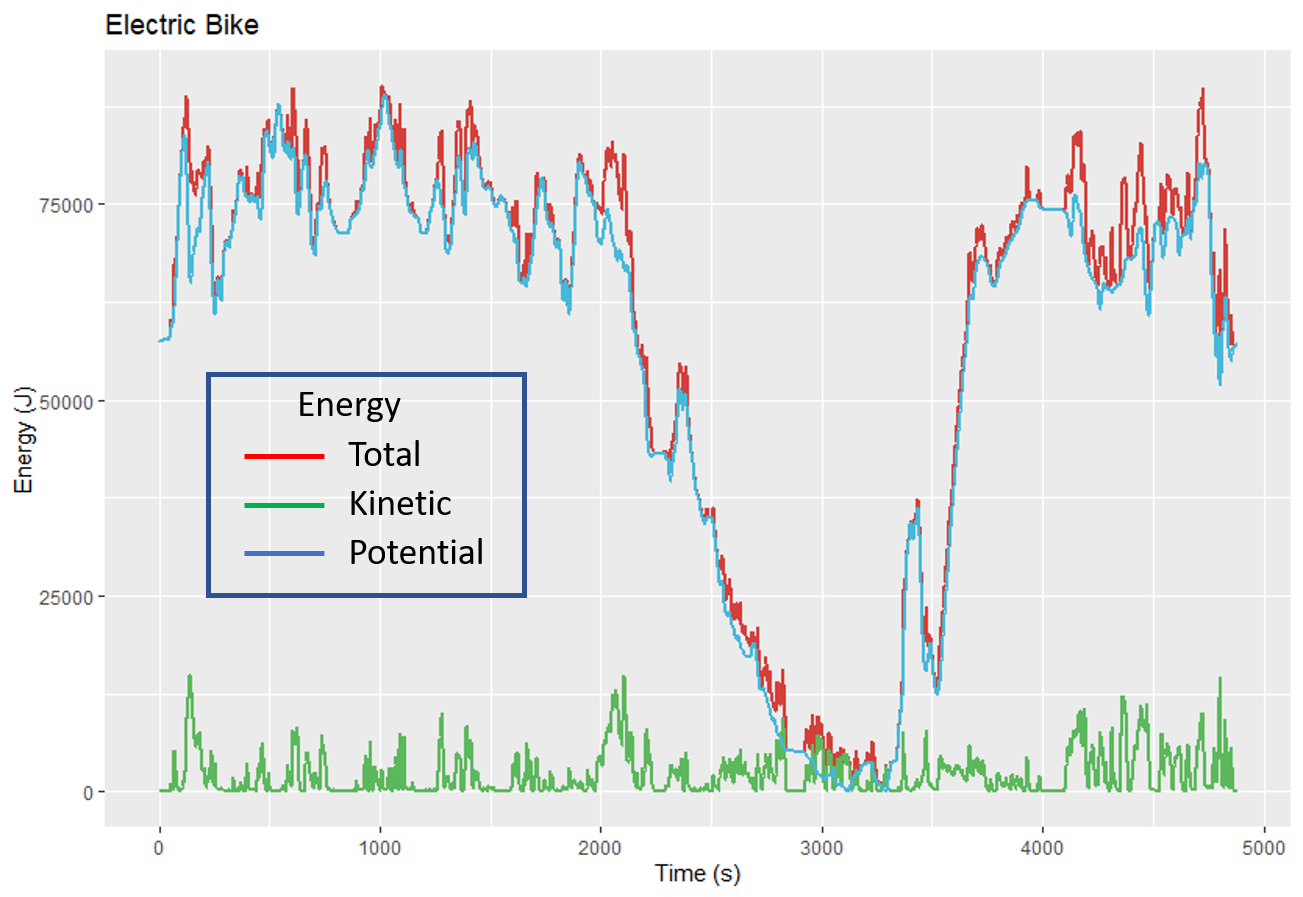 Electric Bike
Energy (J)
75000
50000
25000
0
Energy
Total
Kinetic
Potential
0 1000 2000 3000 4000 5000
Time (s)